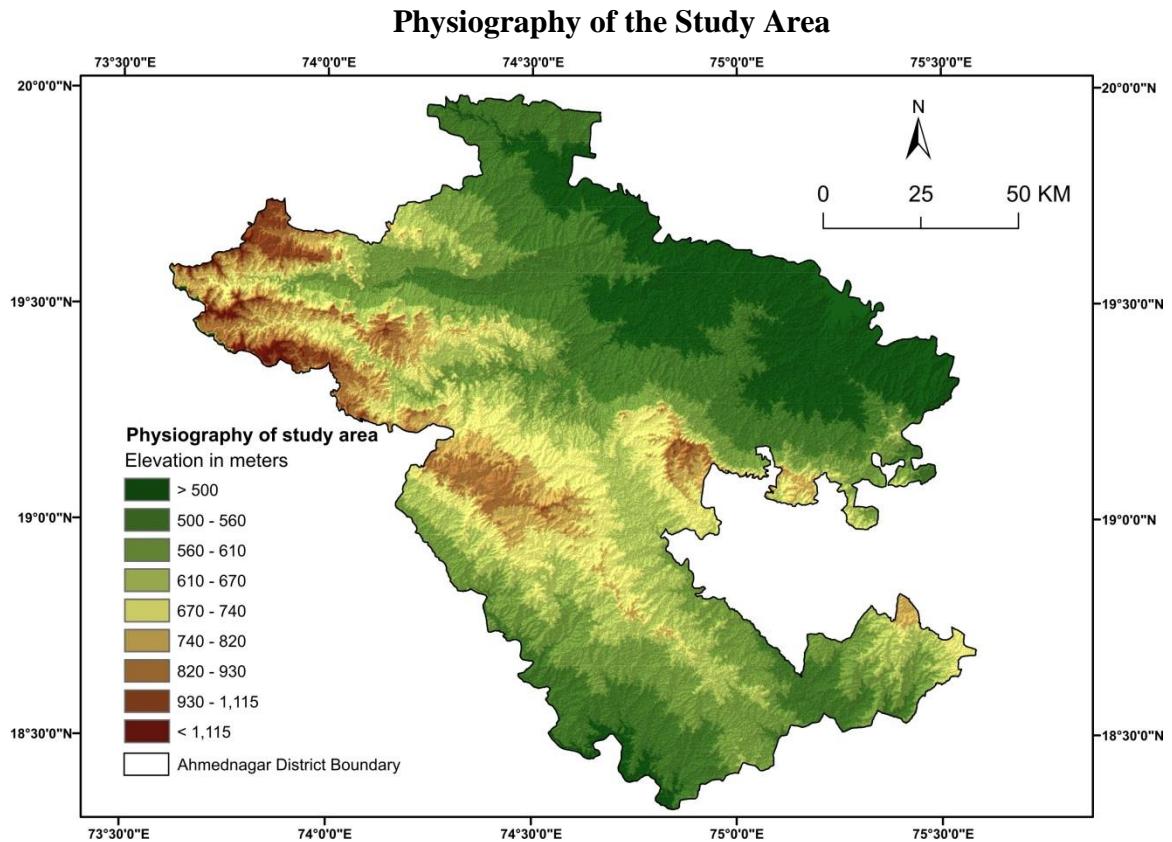 Physiography of the Study Area
73°30'0"E 74°0'0"E 74°30'0"E 75°0'0"E 75°30'0"E
20°0'0"N 20°0'0"N
N
0 25 50 KM
19°30'0"N 19°30'0"N
Physiography of study area
Elevation in meters
> 500
500 - 560
19°0'0"N 19°0'0"N
560 - 610
610 - 670
670 - 740
740 - 820
820 - 930
930 - 1,115
< 1,115
18°30'0"N 18°30'0"N
Ahmednagar District Boundary
73°30'0"E 74°0'0"E 74°30'0"E 75°0'0"E 75°30'0"E